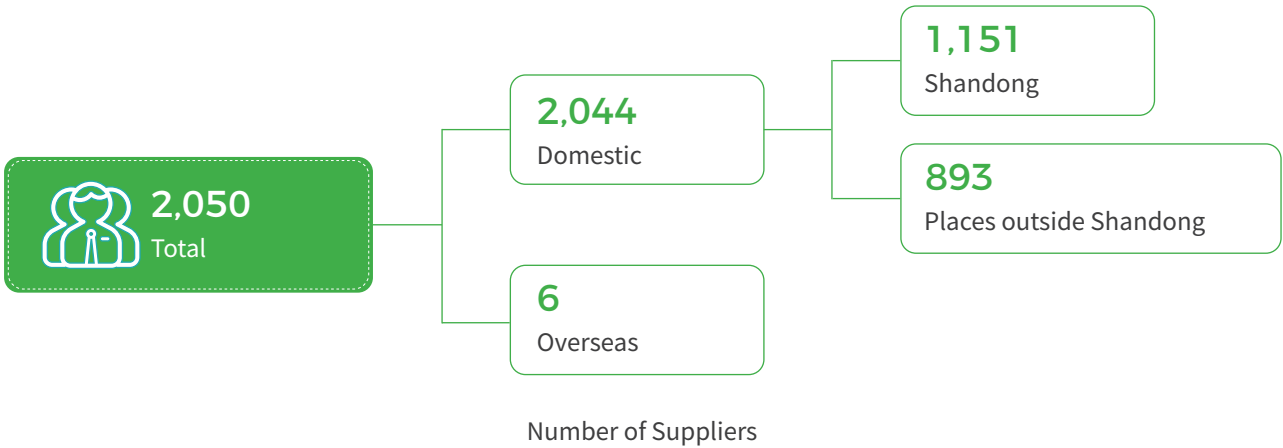 2,050
Total
2,044
Domestic
6
Overseas
1,151
Shandong
893
Places outside Shandong
Number of Suppliers